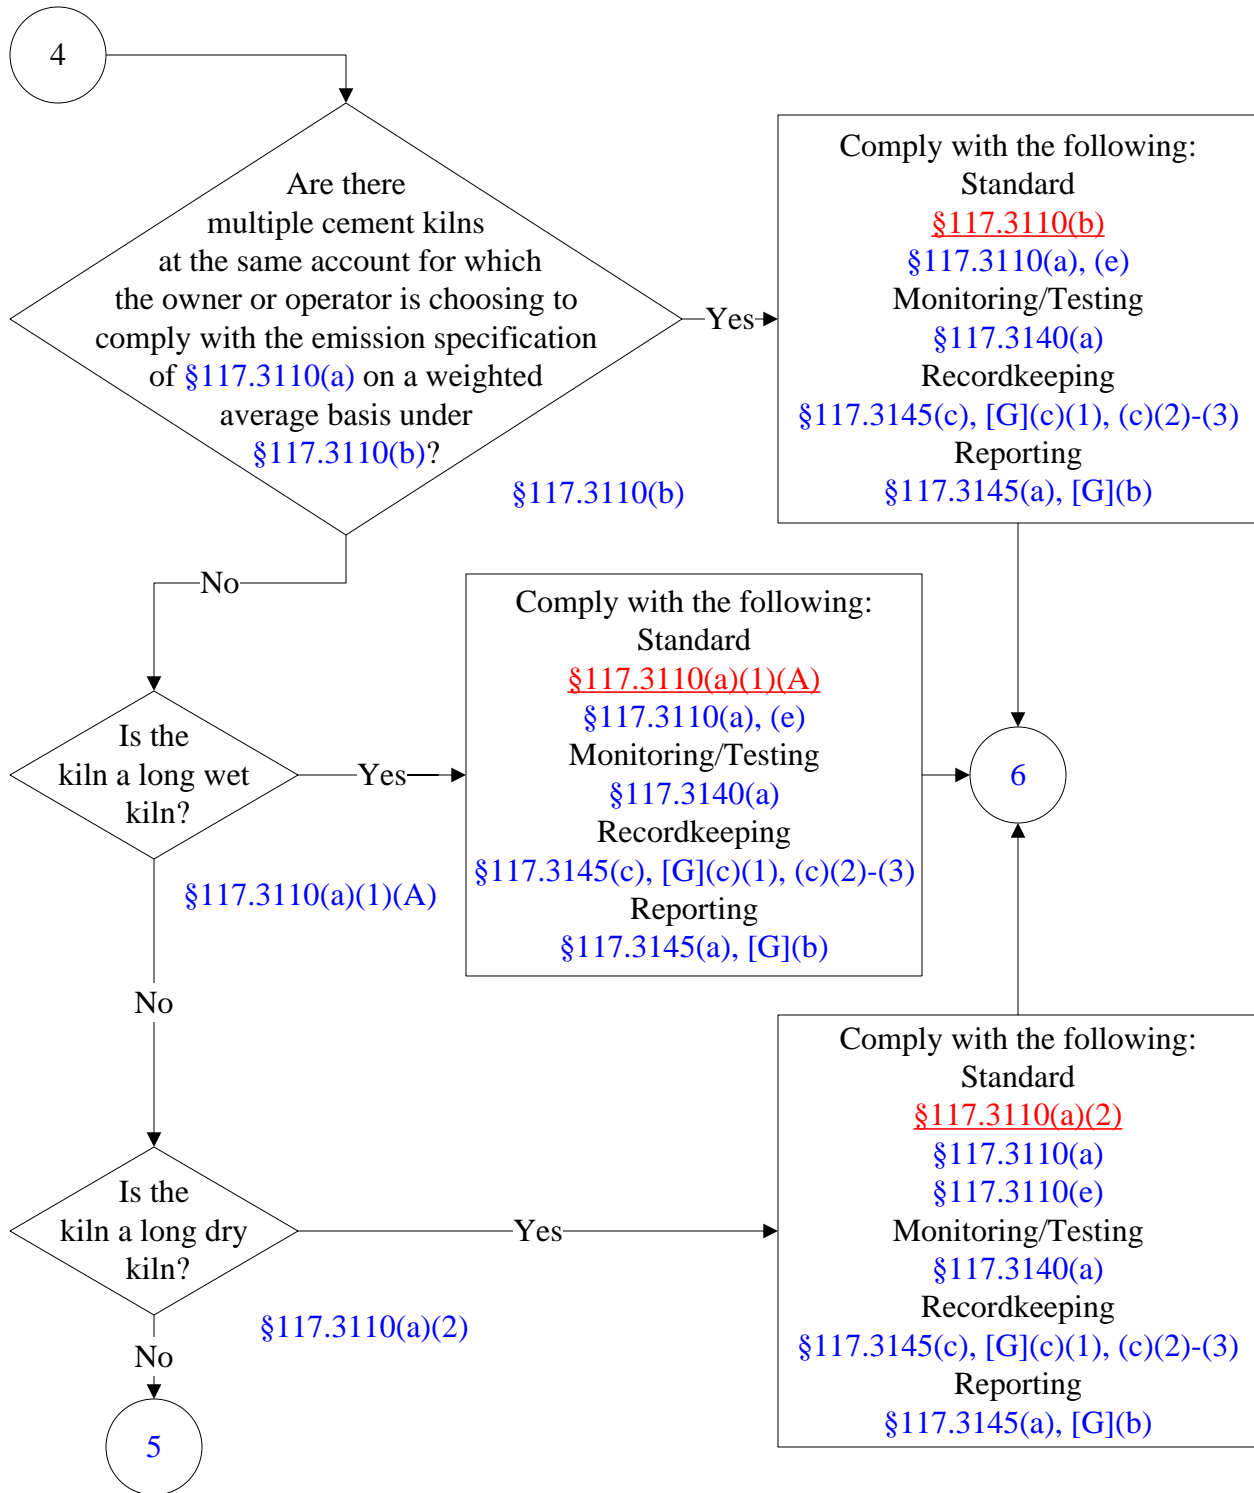 4
Are there
multiple cement kilns
at the same account for which
the owner or operator is choosing to
comply with the emission specification
of §117.3110(a) on a weighted
average basis under
§117.3110(b)?
§117.3110(b)
Yes
Comply with the following:
Standard
§117.3110(b)
§117.3110(a), (e)
Monitoring/Testing
§117.3140(a)
Recordkeeping
§117.3145(c), [G](c)(1), (c)(2)-(3)
Reporting
§117.3145(a), [G](b)
No
Is the
kiln a long wet
kiln?
§117.3110(a)(1)(A)
Yes
Comply with the following:
Standard
§117.3110(a)(1)(A)
§117.3110(a), (e)
Monitoring/Testing
§117.3140(a)
Recordkeeping
§117.3145(c), [G](c)(1), (c)(2)-(3)
Reporting
§117.3145(a), [G](b)
6
No
Is the
kiln a long dry
kiln?
§117.3110(a)(2)
Yes
Comply with the following:
Standard
§117.3110(a)(2)
§117.3110(a)
§117.3110(e)
Monitoring/Testing
§117.3140(a)
Recordkeeping
§117.3145(c), [G](c)(1), (c)(2)-(3)
Reporting
§117.3145(a), [G](b)
No
5